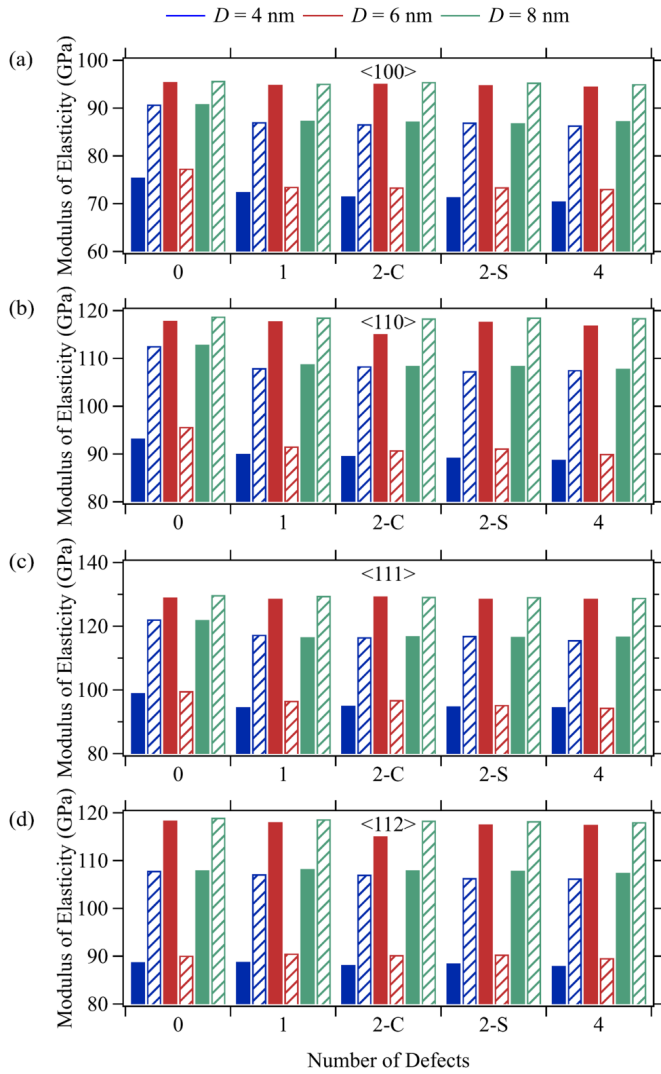 D = 4 nm D = 6 nm D = 8 nm
(a)
Modulus of Elasticity (GPa)
<100>
100
90
80
70
60
0 1 2-C 2-S 4
(b)
Modulus of Elasticity (GPa)
<110>
120
110
100
90
80
0 1 2-C 2-S 4
(c)
Modulus of Elasticity (GPa)
<111>
140
120
100
80
0 1 2-C 2-S 4
(d)
Modulus of Elasticity (GPa)
<112>
120
110
100
90
80
0 1 2-C 2-S 4
Number of Defects